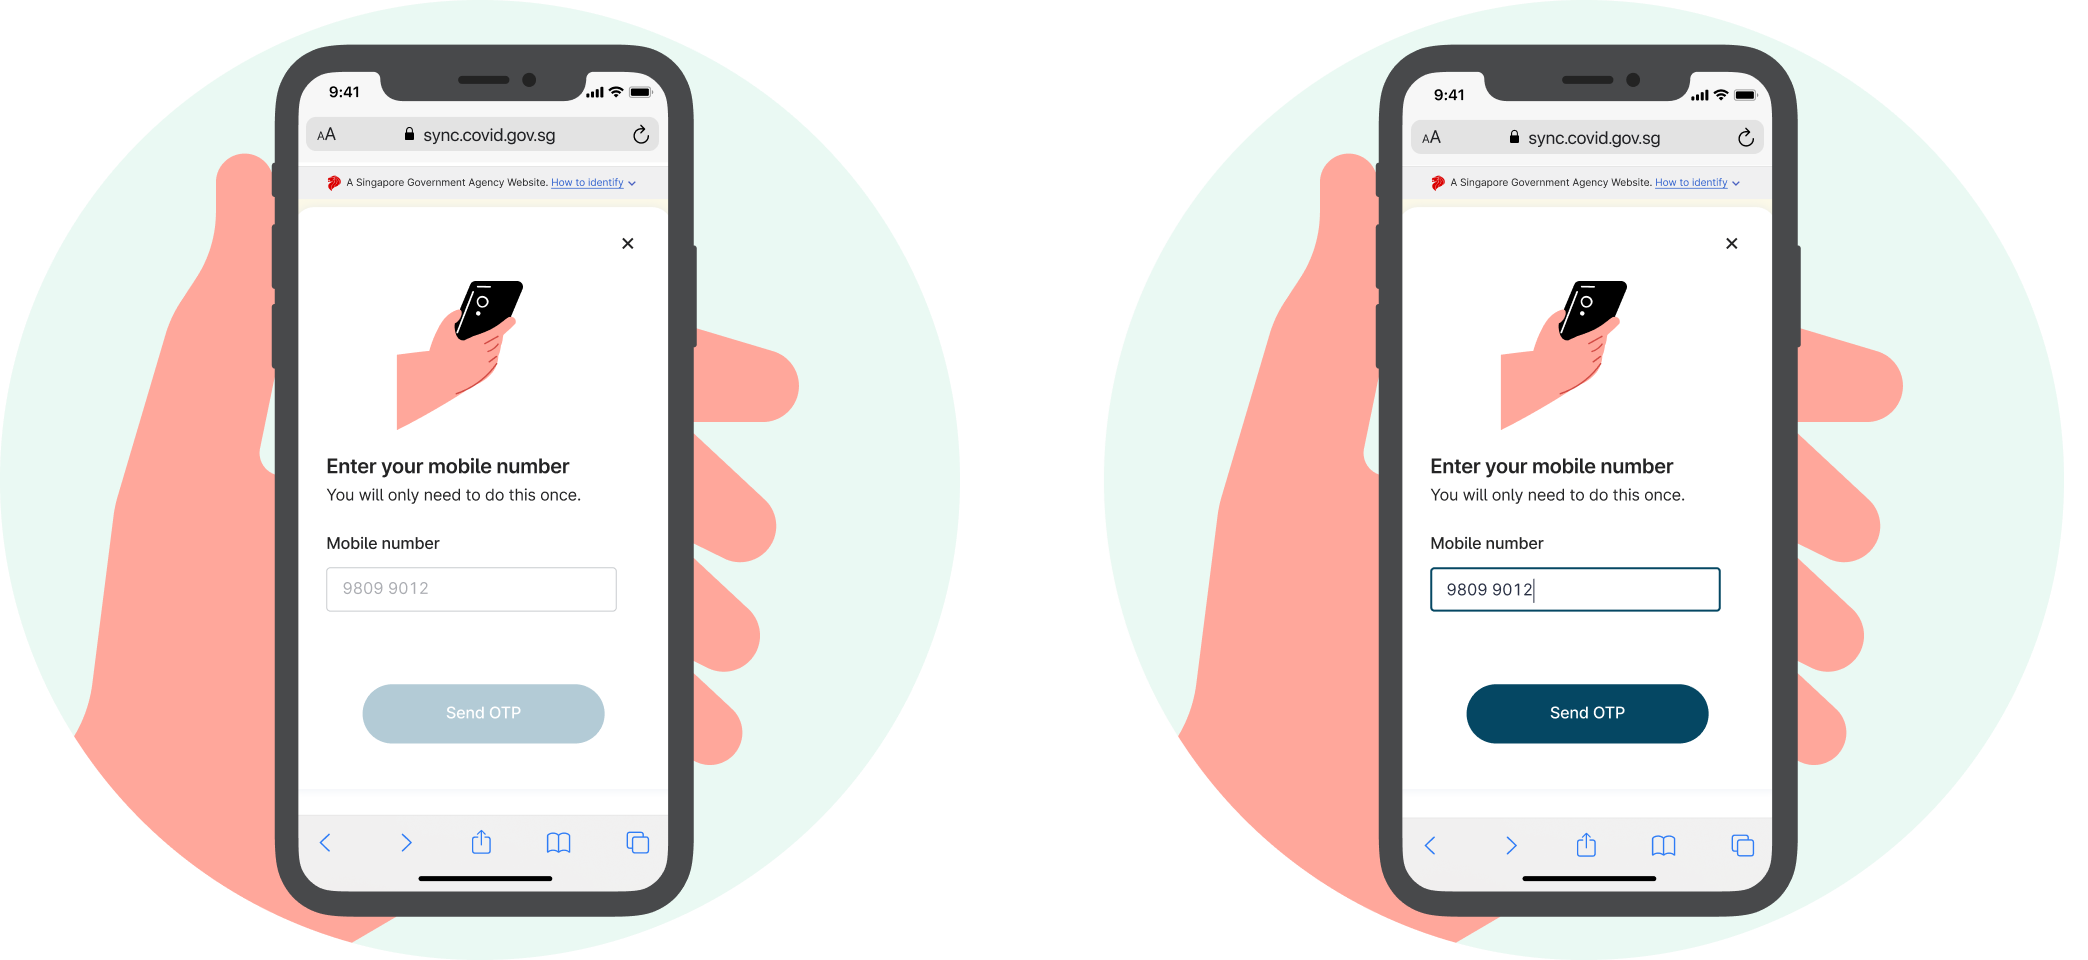 9:41
AA sync.covid.gov.sg
A Singapore Government Agency Website. How to identify
Enter your mobile number
You will only need to do this once.
Mobile number
9809 9012
Send OTP
9:41
AA sync.covid.gov.sg
A Singapore Government Agency Website. How to identify
Enter your mobile number
You will only need to do this once.
Mobile number
9809 9012
Send OTP